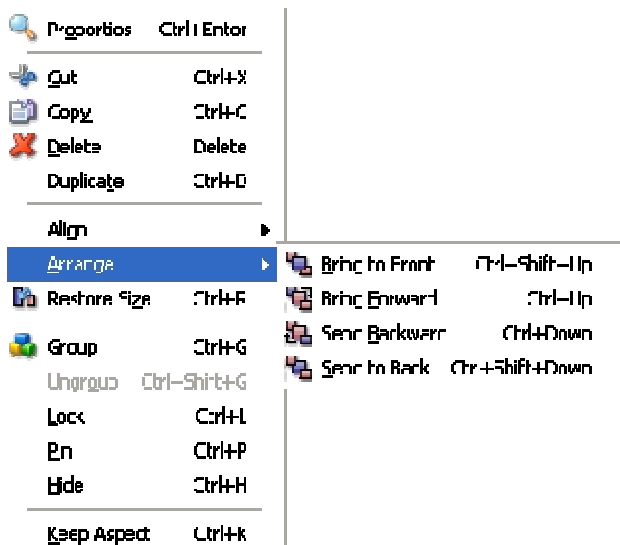 Properties Ctrl+Enter
Cut Ctrl+X
Copy Ctrl+C
Delete Delete
Duplicate Ctrl+D
Align
Arrange
Restore Size Ctrl+R
Group Ctrl+G
Ungroup Ctrl+Shift+G
Lock Ctrl+L
Pin Ctrl+P
Hide Ctrl+H
Keep Aspect Ctrl+K
Bring to Front Ctrl+Shift+Up
Bring Forward Ctrl+Up
Send Backward Ctrl+Down
Send to Back Ctrl+Shift+Down